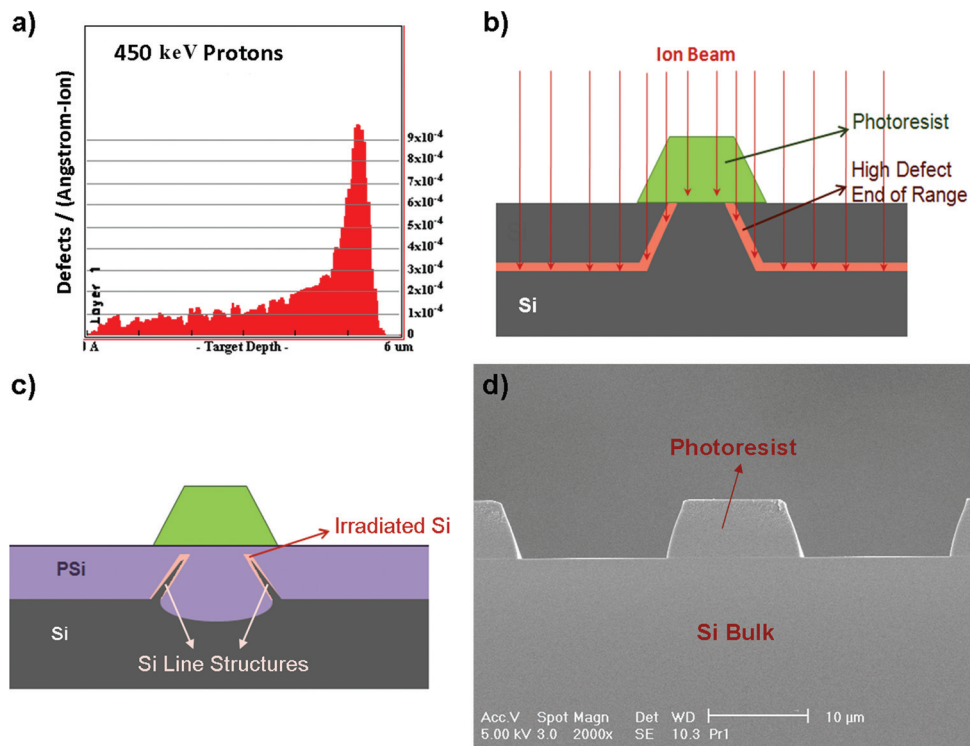 a)
450 keV Protons
Defects / (Angstrom-Ion)
9x10-4
8x10-4
7x10-4
6x10-4
5x10-4
4x10-4
3x10-4
2x10-4
1x10-4
0
Layer 1
0 A
- Target Depth -
6 um
b)
Ion Beam
Photoresist
High Defect
End of Range
Si
c)
Irradiated Si
PSi
Si
Si Line Structures
d)
Photoresist
Si Bulk
Acc.V Spot Magn Det WD 10 µm
5.00 kV 3.0 2000x SE 10.3 Pr1